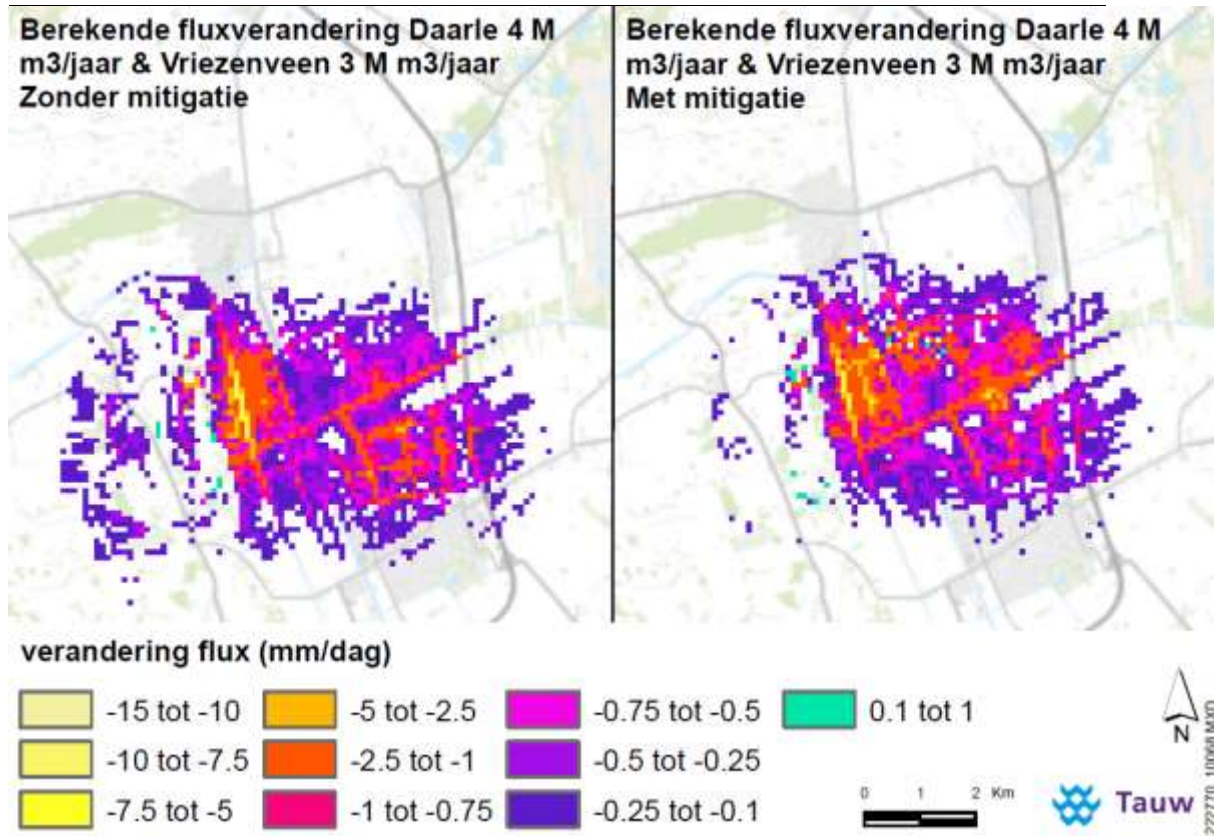 Berekende fluxverandering Daarle 4 M
m3/jaar & Vriezenveen 3 M m3/jaar
Zonder mitigatie
Berekende fluxverandering Daarle 4 M
m3/jaar & Vriezenveen 3 M m3/jaar
Met mitigatie
verandering flux (mm/dag)
-15 tot -10
-10 tot -7.5
-7.5 tot -5
-5 tot -2.5
-2.5 tot -1
-1 tot -0.75
-0.75 tot -0.5
-0.5 tot -0.25
-0.25 tot -0.1
0.1 tot 1
N
0 1 2 Km
Tauw